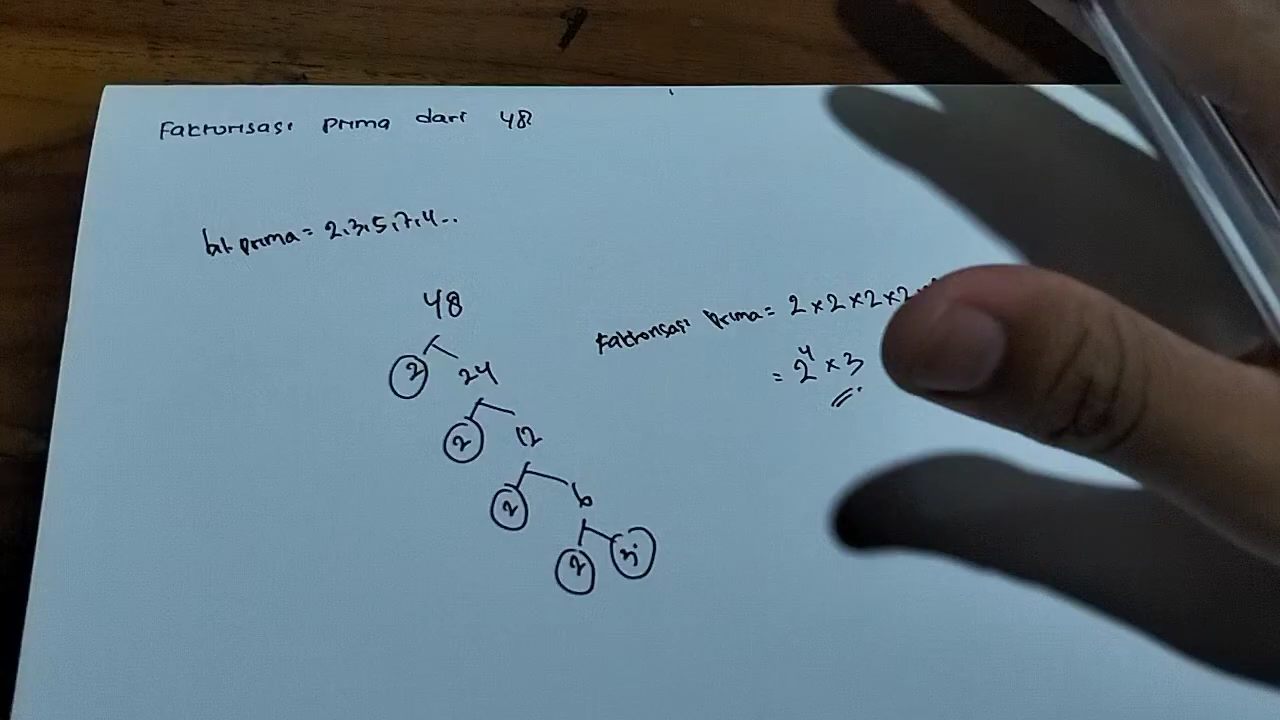 Faktorisasi prima dari 48
bil prima = 2,3,5,7,4...
48
2 24
2 12
2 6
2 3
Faktorisasi prima = 2 × 2 × 2 × 2
= 2⁴ × 3